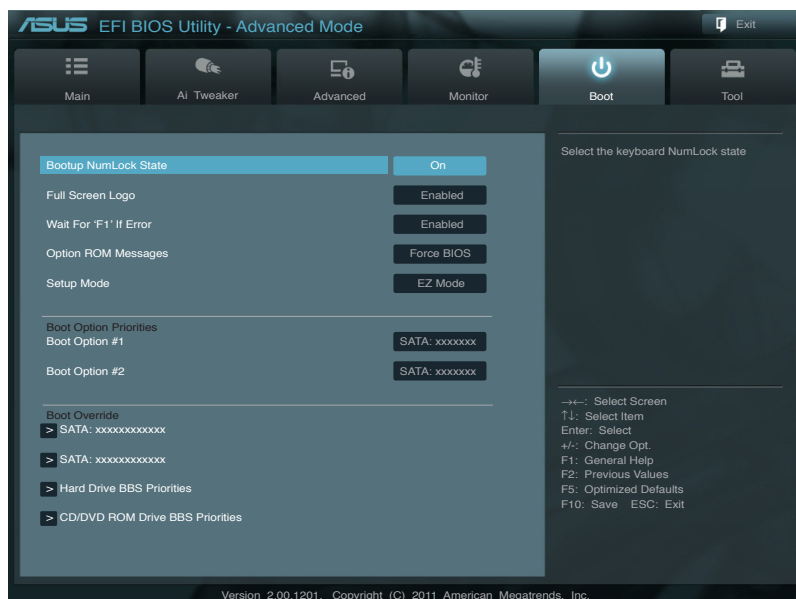 ASUS EFI BIOS Utility - Advanced Mode
Exit
Main
Ai Tweaker
Advanced
Monitor
Boot
Tool
Bootup NumLock State On
Full Screen Logo Enabled
Wait For ‘F1’ If Error Enabled
Option ROM Messages Force BIOS
Setup Mode EZ Mode
Boot Option Priorities
Boot Option #1 SATA: xxxxxxx
Boot Option #2 SATA: xxxxxxx
Boot Override
> SATA: xxxxxxxxxxxx
> SATA: xxxxxxxxxxxx
> Hard Drive BBS Priorities
> CD/DVD ROM Drive BBS Priorities
Select the keyboard NumLock state
→←: Select Screen
↑↓: Select Item
Enter: Select
+/-: Change Opt.
F1: General Help
F2: Previous Values
F5: Optimized Defaults
F10: Save ESC: Exit
Version 2.00.1201. Copyright (C) 2011 American Megatrends, Inc.